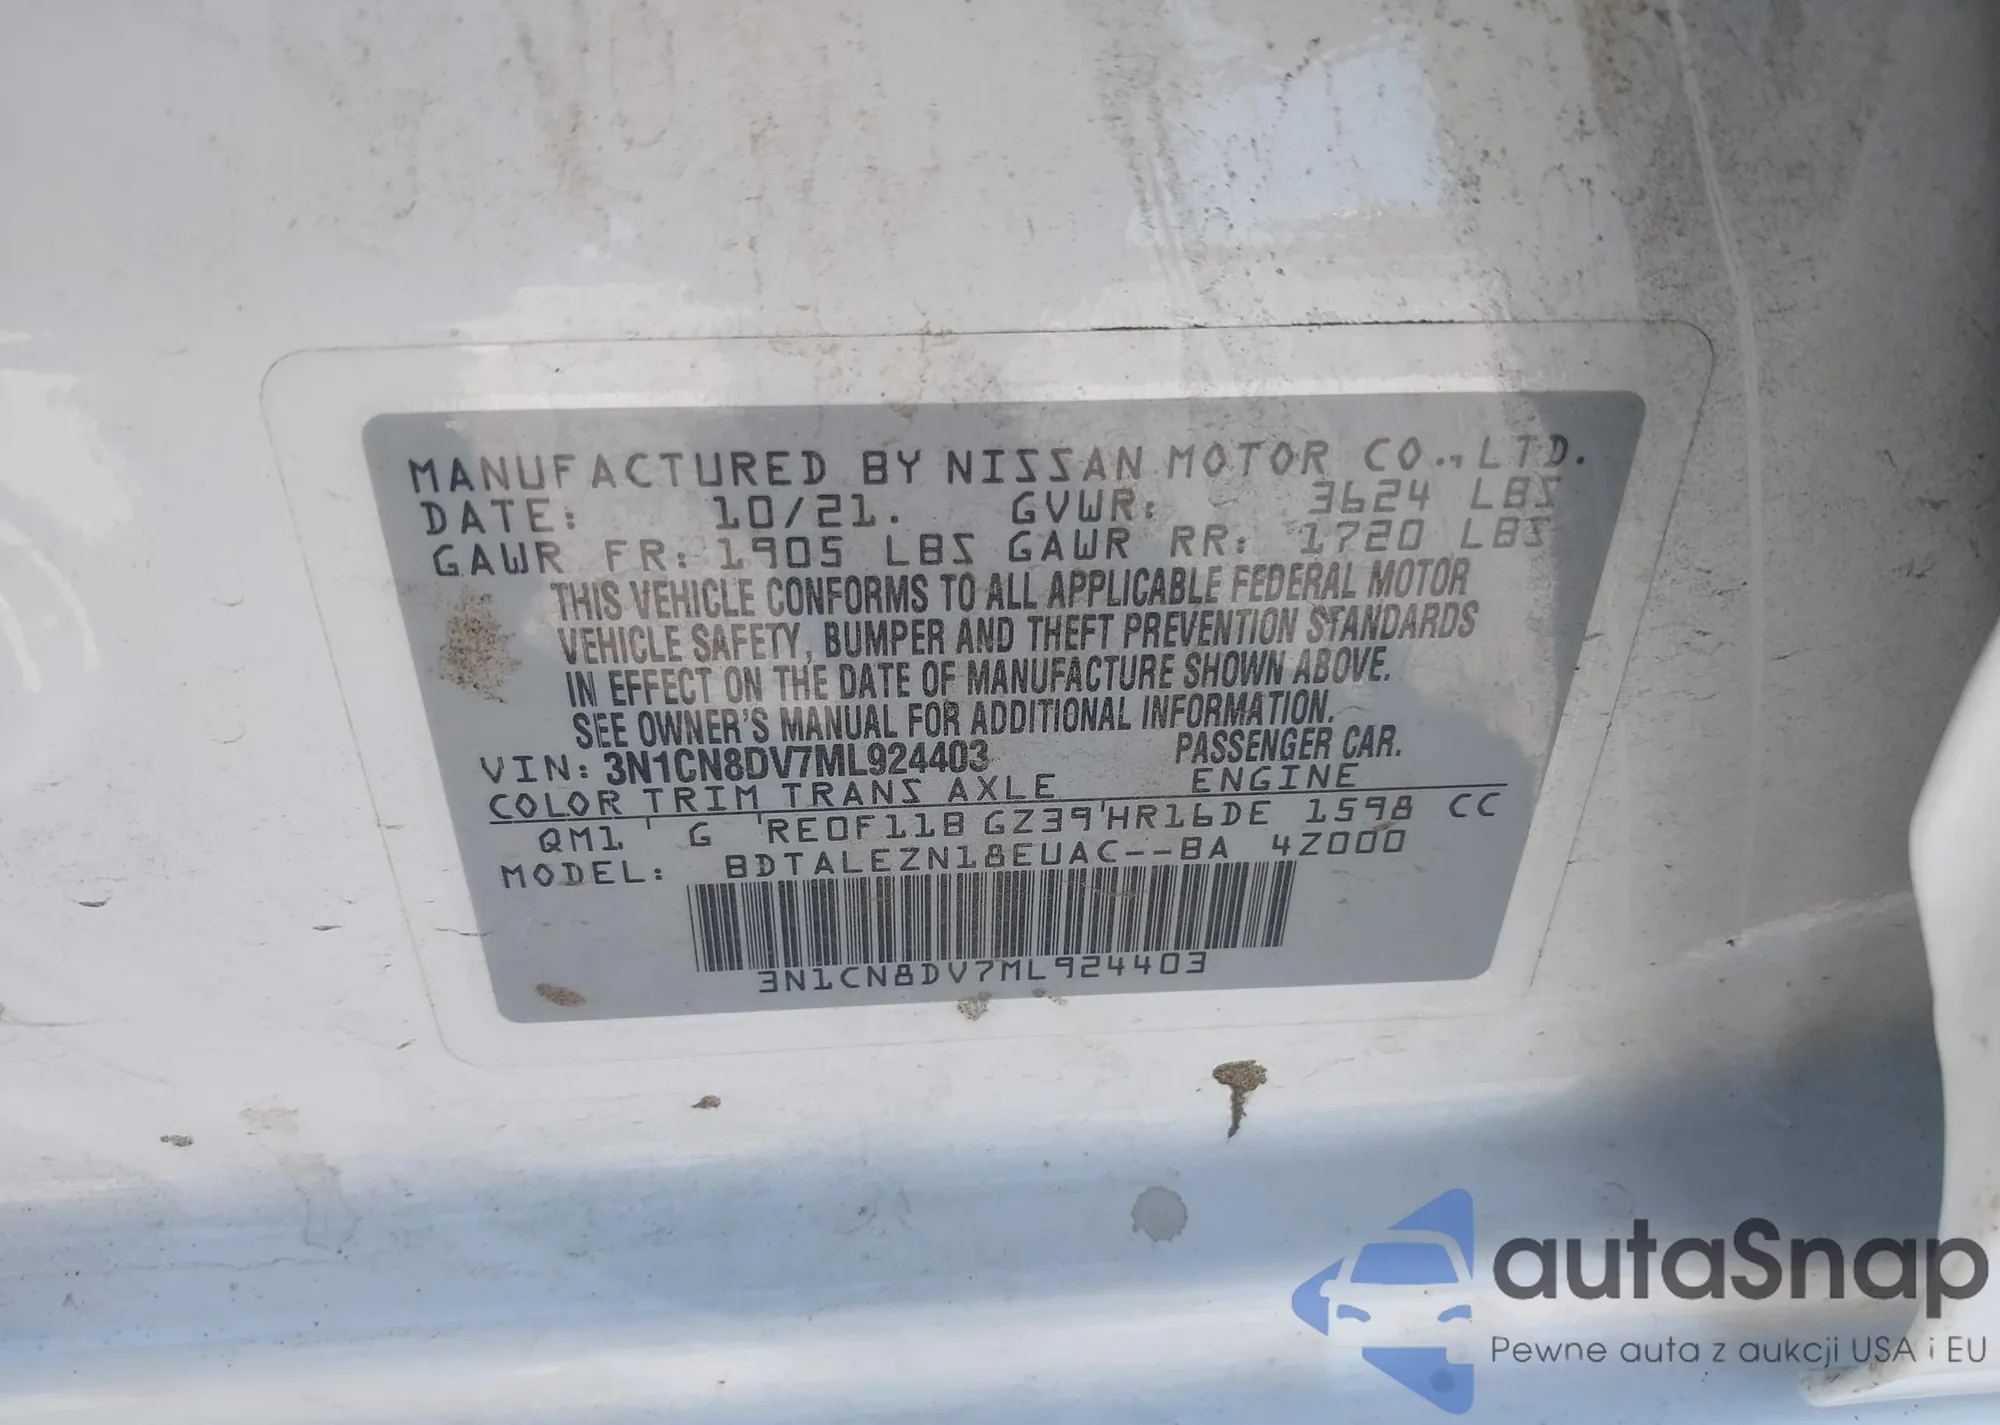 MANUFACTURED BY NISSAN MOTOR CO.,LTD.
DATE: 10/21. GVWR: 3624 LBS
GAWR FR: 1905 LBS GAWR RR: 1720 LBS
THIS VEHICLE CONFORMS TO ALL APPLICABLE FEDERAL MOTOR
VEHICLE SAFETY, BUMPER AND THEFT PREVENTION STANDARDS
IN EFFECT ON THE DATE OF MANUFACTURE SHOWN ABOVE.
SEE OWNER'S MANUAL FOR ADDITIONAL INFORMATION.
VIN: 3N1CN8DV7ML924403 PASSENGER CAR.
COLOR TRIM TRANS AXLE ENGINE
QM1 G RE0F11B GZ39 HR16DE 1598 CC
MODEL: BDTALEZN18EUAC--BA 4Z000
3N1CN8DV7ML924403
autaSnap
Pewne auta z aukcji USA i EU